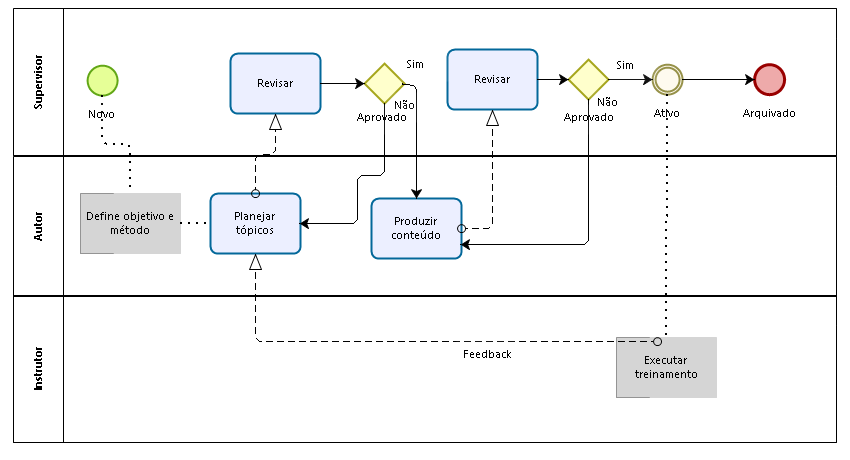 Supervisor
Novo
Revisar
Sim
Não
Aprovado
Revisar
Sim
Não
Aprovado
Ativo
Arquivado
Autor
Define objetivo e
método
Planejar
tópicos
Produzir
conteúdo
Instrutor
Feedback
Executar
treinamento